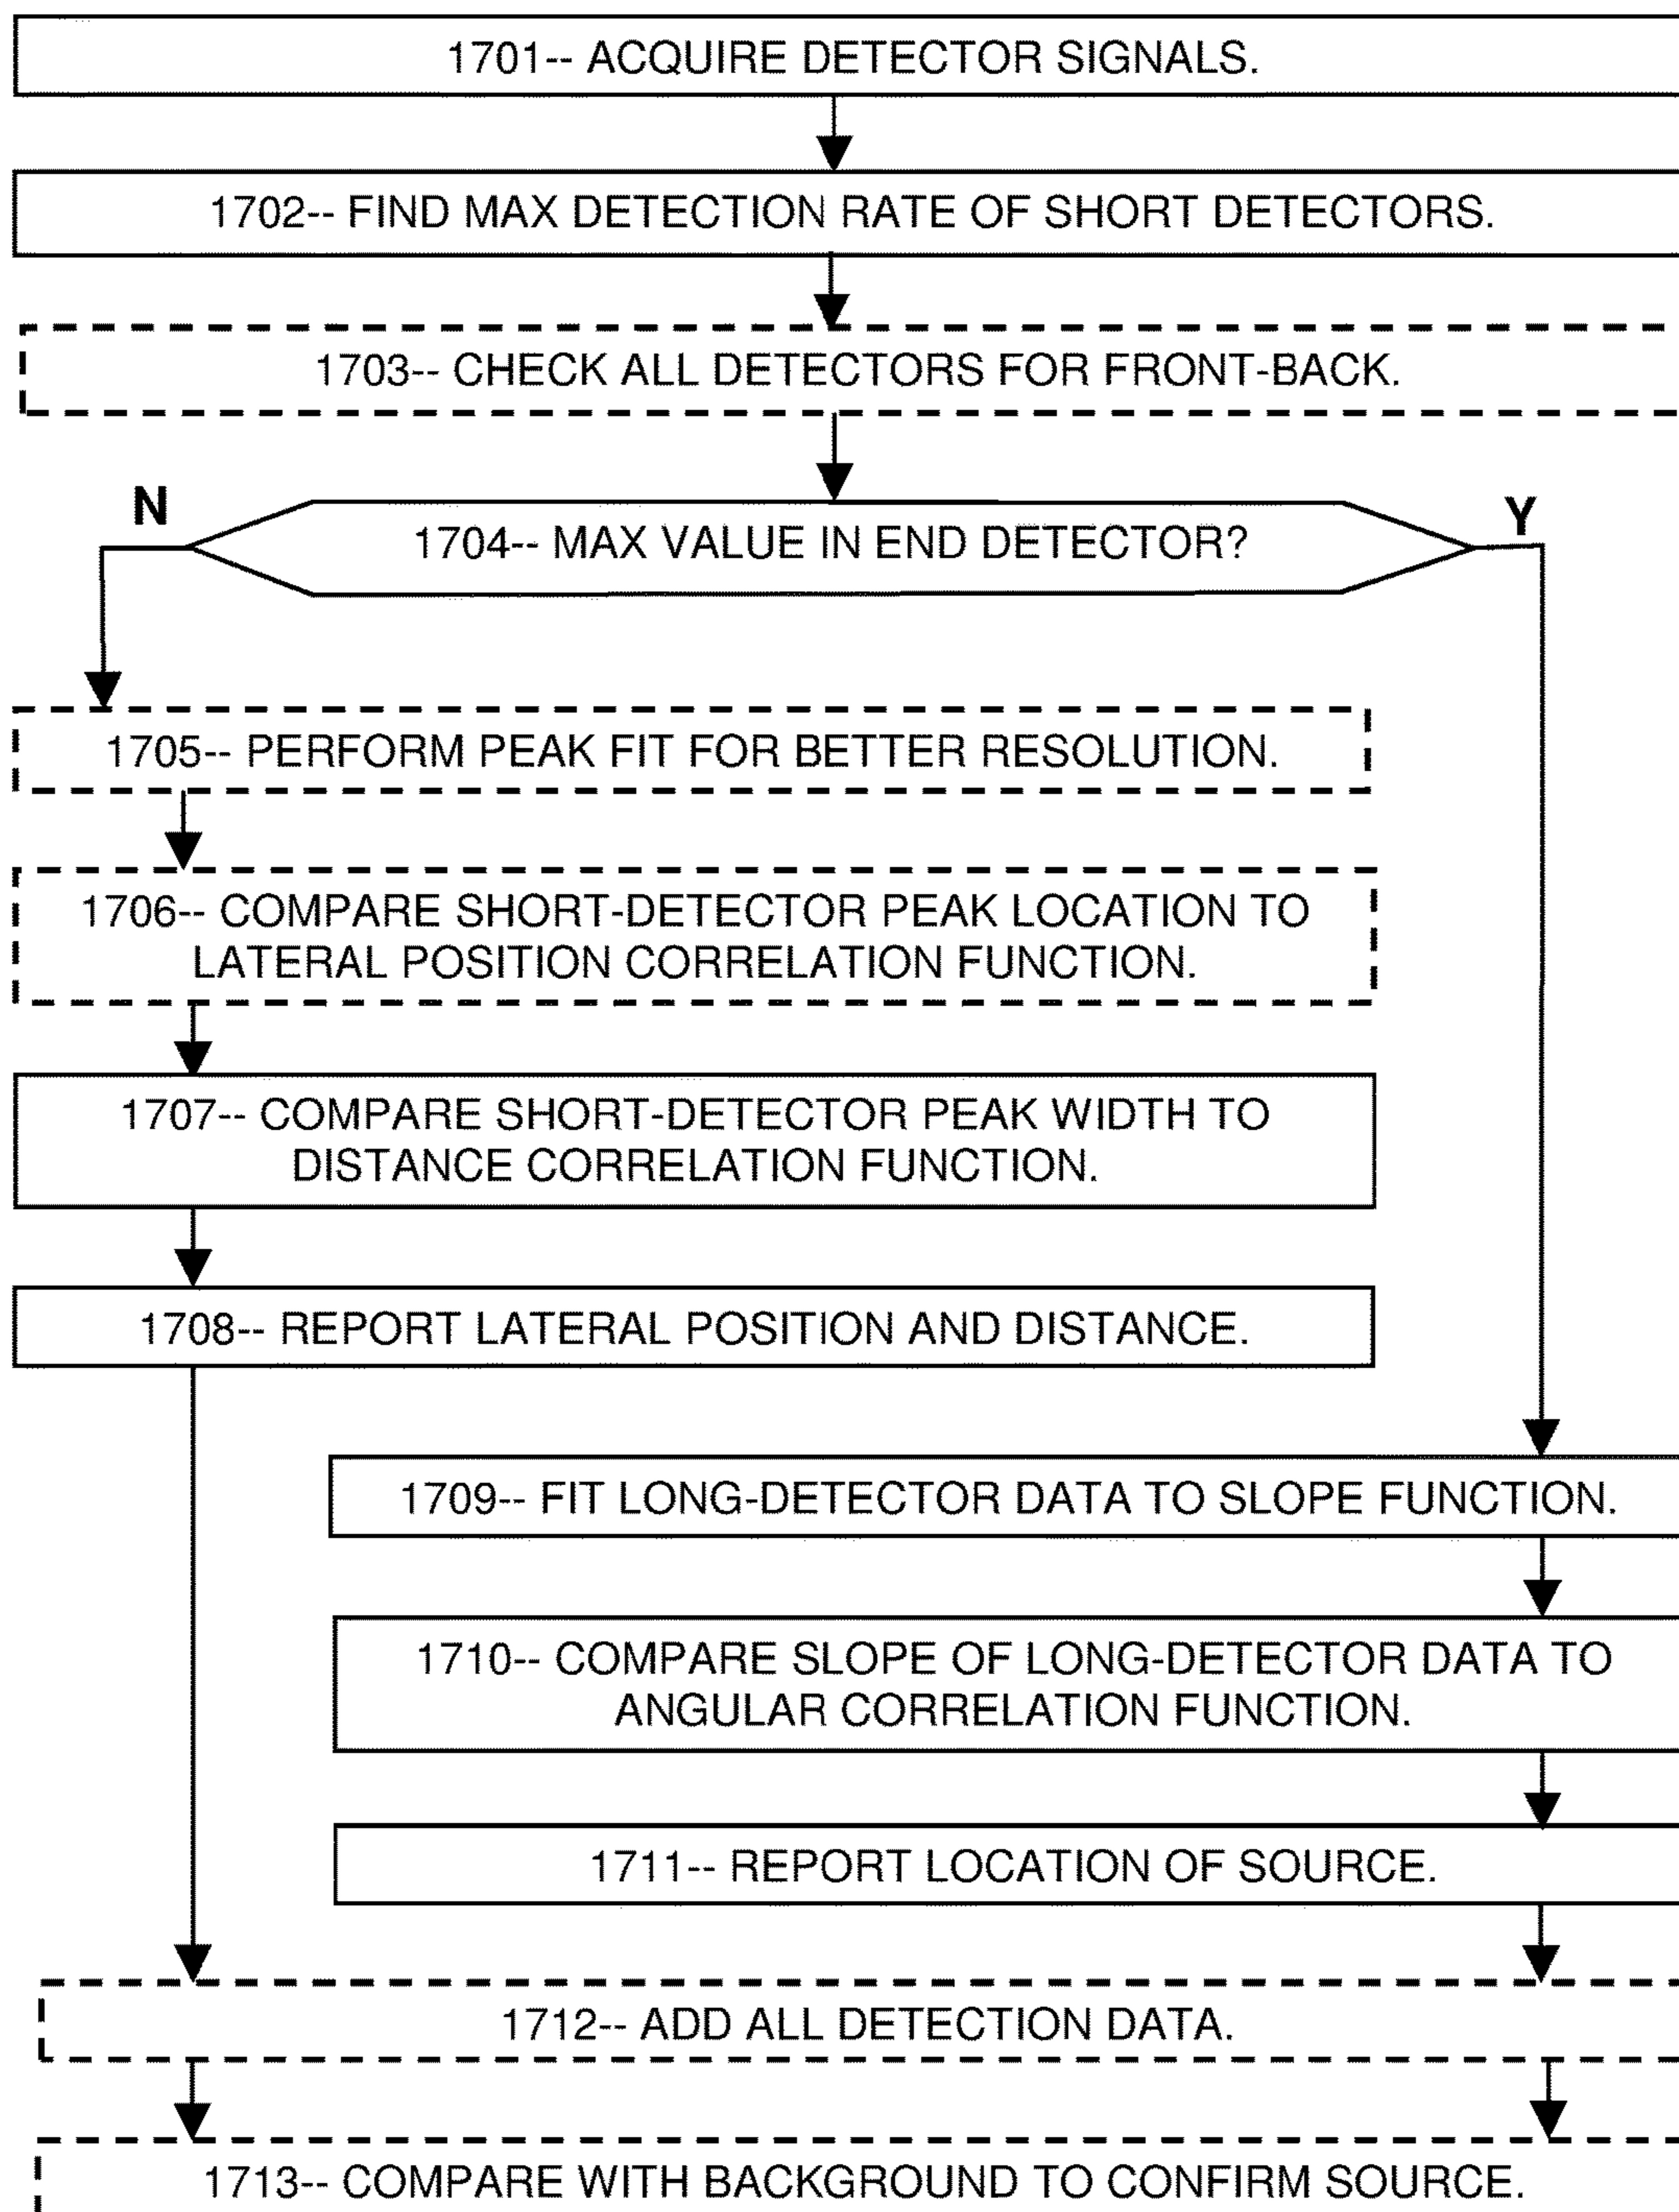 1701-- ACQUIRE DETECTOR SIGNALS.
1702-- FIND MAX DETECTION RATE OF SHORT DETECTORS.
1703-- CHECK ALL DETECTORS FOR FRONT-BACK.
N
1704-- MAX VALUE IN END DETECTOR?
Y
1705-- PERFORM PEAK FIT FOR BETTER RESOLUTION.
1706-- COMPARE SHORT-DETECTOR PEAK LOCATION TO
LATERAL POSITION CORRELATION FUNCTION.
1707-- COMPARE SHORT-DETECTOR PEAK WIDTH TO
DISTANCE CORRELATION FUNCTION.
1708-- REPORT LATERAL POSITION AND DISTANCE.
1709-- FIT LONG-DETECTOR DATA TO SLOPE FUNCTION.
1710-- COMPARE SLOPE OF LONG-DETECTOR DATA TO
ANGULAR CORRELATION FUNCTION.
1711-- REPORT LOCATION OF SOURCE.
1712-- ADD ALL DETECTION DATA.
1713-- COMPARE WITH BACKGROUND TO CONFIRM SOURCE.